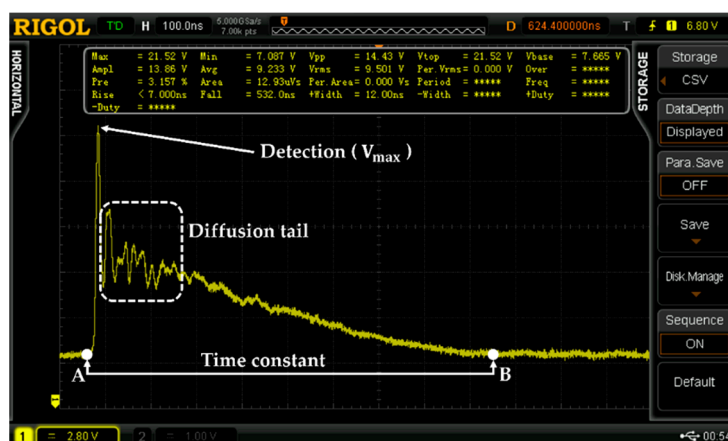 RIGOL T'D H 100.0ns 5.000GSa/s D 624.400000ns T 1 6.80 V
7.00k pts
HORIZONTAL
Max = 21.52 V Min = 7.087 V Vpp = 14.43 V Vtop = 21.52 V Vbase = 7.665 V
Ampl = 13.86 V Avg = 9.233 V Vrms = 9.501 V Per.Vrms= 0.000 V Over = *****
Pre = 3.157 % Area = 12.93uVs Per.Area= 0.000 Vs Period = ***** Freq = *****
Rise < 7.000ns Fall = 532.0ns +Width = 12.00ns -Width = ***** +Duty = *****
-Duty = *****
STORAGE
Storage
CSV
DataDepth
Displayed
Para.Save
OFF
Save
Disk.Manage
Sequence
ON
Default
Detection ( Vmax )
Diffusion tail
Time constant
A
B
1 = 2.80 V 2 = 1.00 V